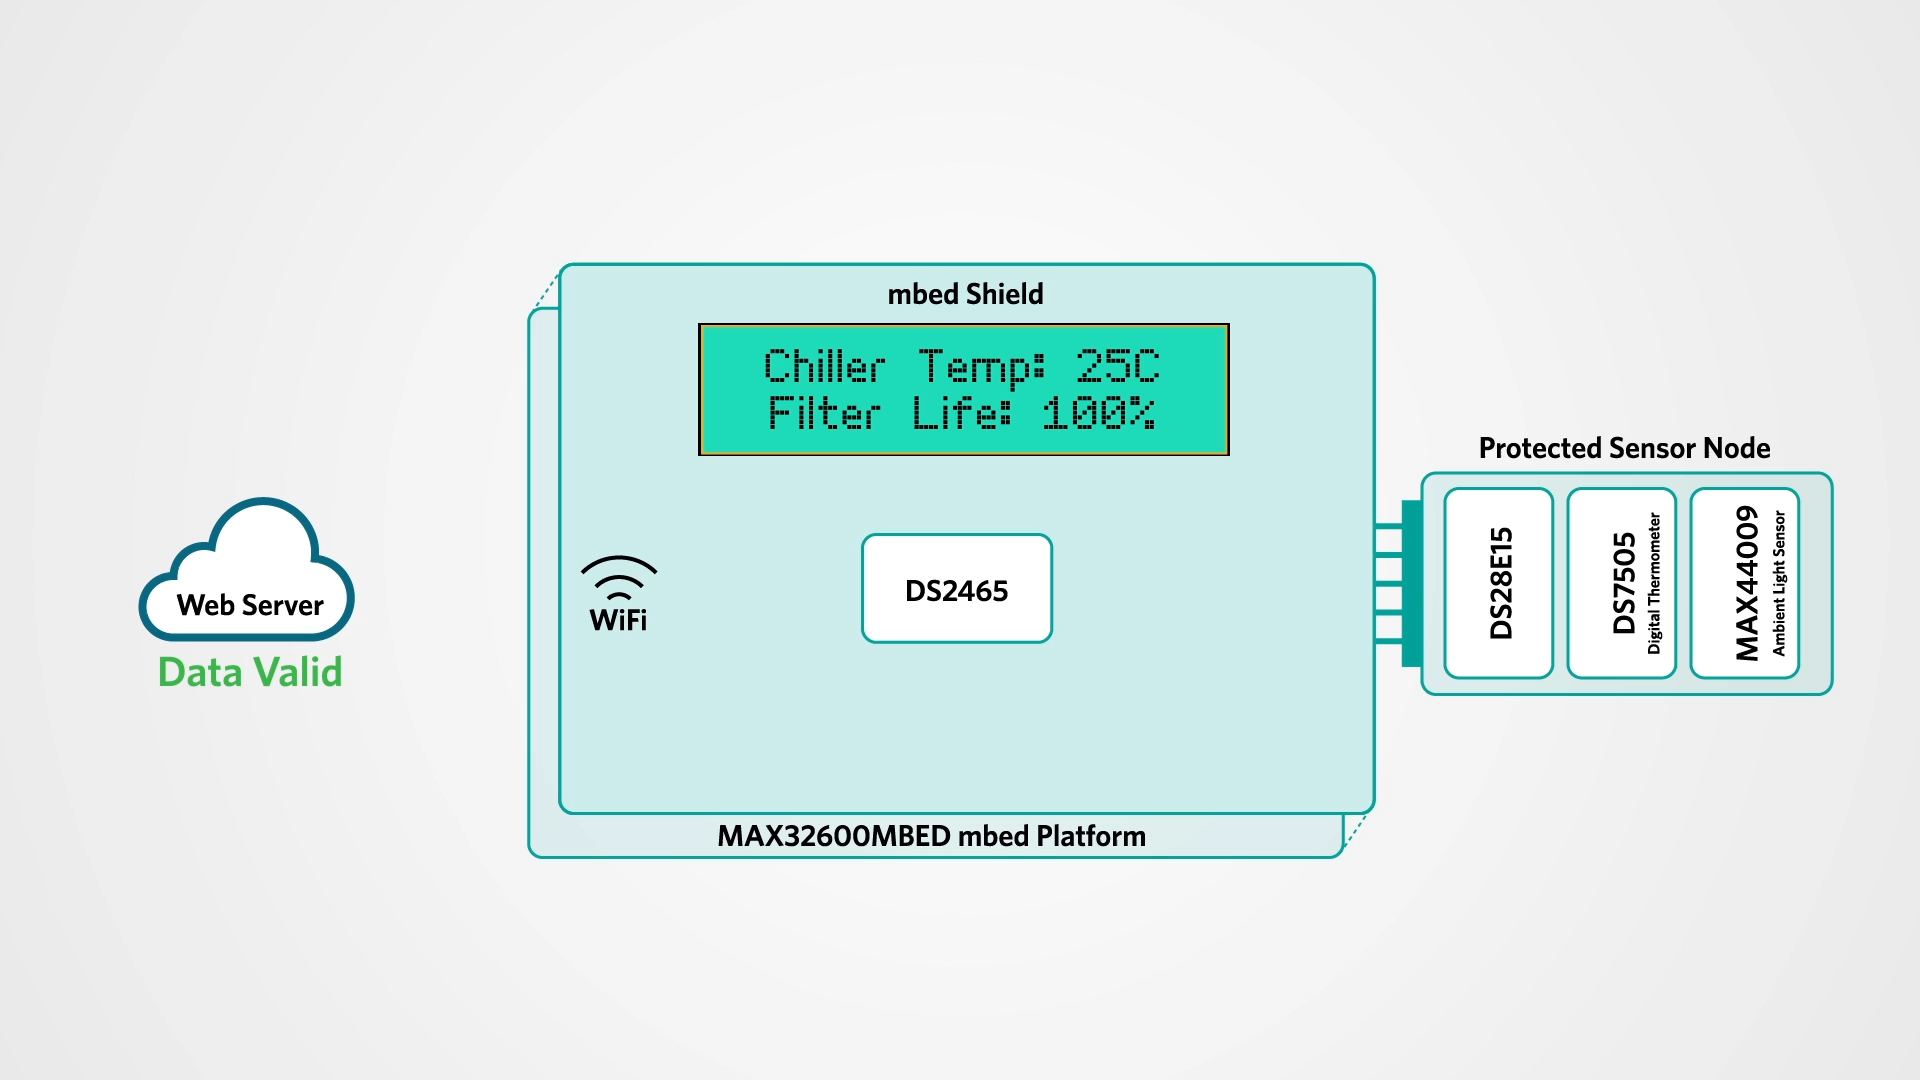 mbed Shield
Chiller Temp: 25C
Filter Life: 100%
Protected Sensor Node
Web Server
Data Valid
WiFi
DS2465
DS28E15
DS7505
Digital Thermometer
MAX44009
Ambient Light Sensor
MAX32600MBED mbed Platform